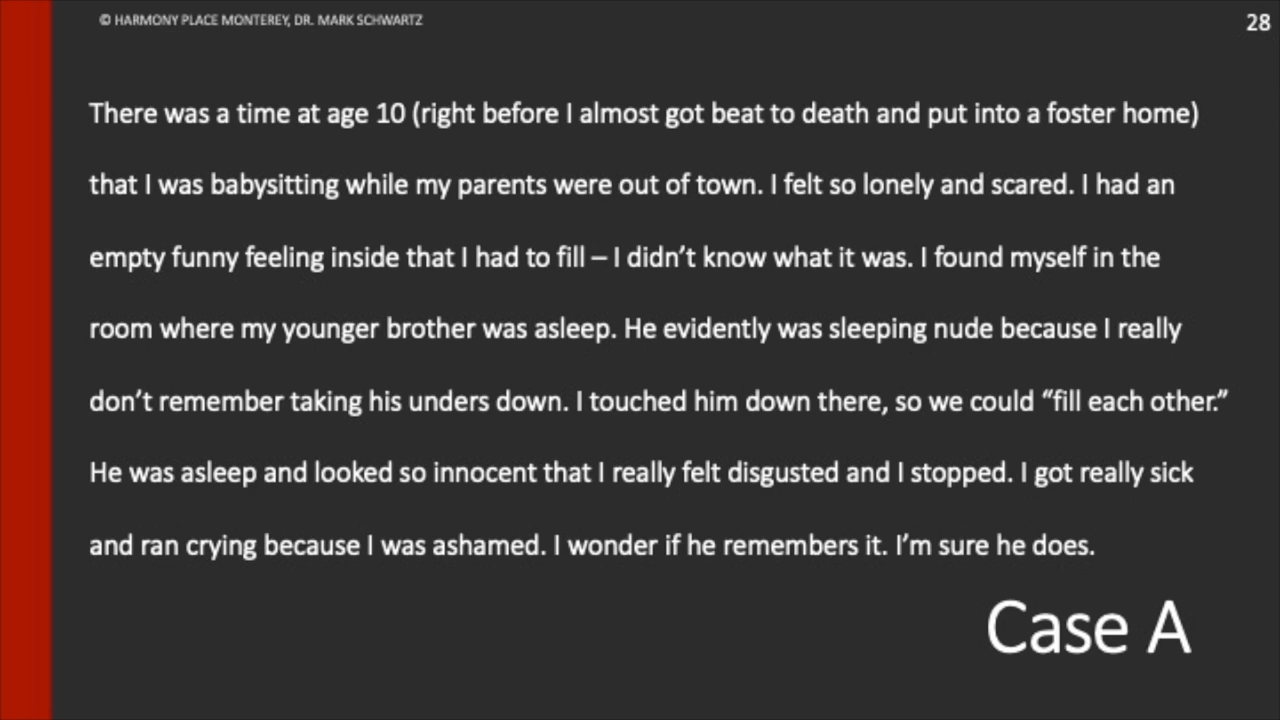 © HARMONY PLACE MONTEREY, DR. MARK SCHWARTZ
28
There was a time at age 10 (right before I almost got beat to death and put into a foster home)
that I was babysitting while my parents were out of town. I felt so lonely and scared. I had an
empty funny feeling inside that I had to fill – I didn’t know what it was. I found myself in the
room where my younger brother was asleep. He evidently was sleeping nude because I really
don’t remember taking his unders down. I touched him down there, so we could “fill each other.”
He was asleep and looked so innocent that I really felt disgusted and I stopped. I got really sick
and ran crying because I was ashamed. I wonder if he remembers it. I’m sure he does.
Case A